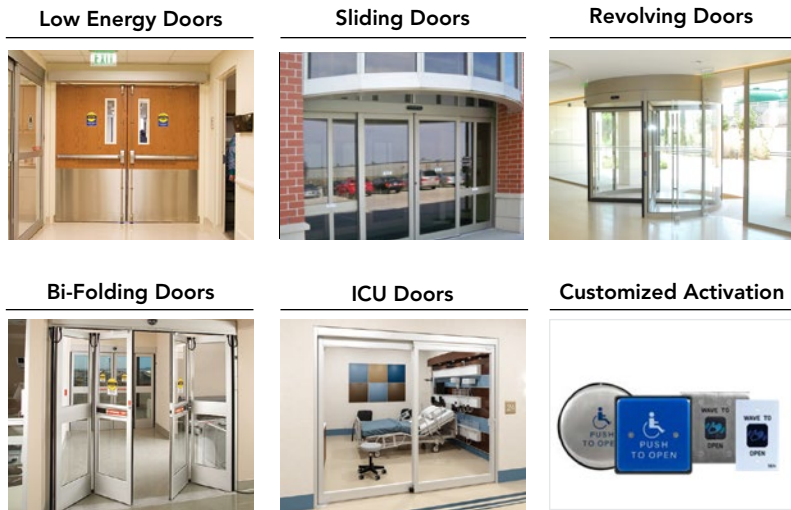 Low Energy Doors
Sliding Doors
Revolving Doors
EXIT
Bi-Folding Doors
ICU Doors
Customized Activation
PUSH
TO OPEN
PUSH
TO OPEN
WAVE TO
OPEN
WAVE TO
OPEN